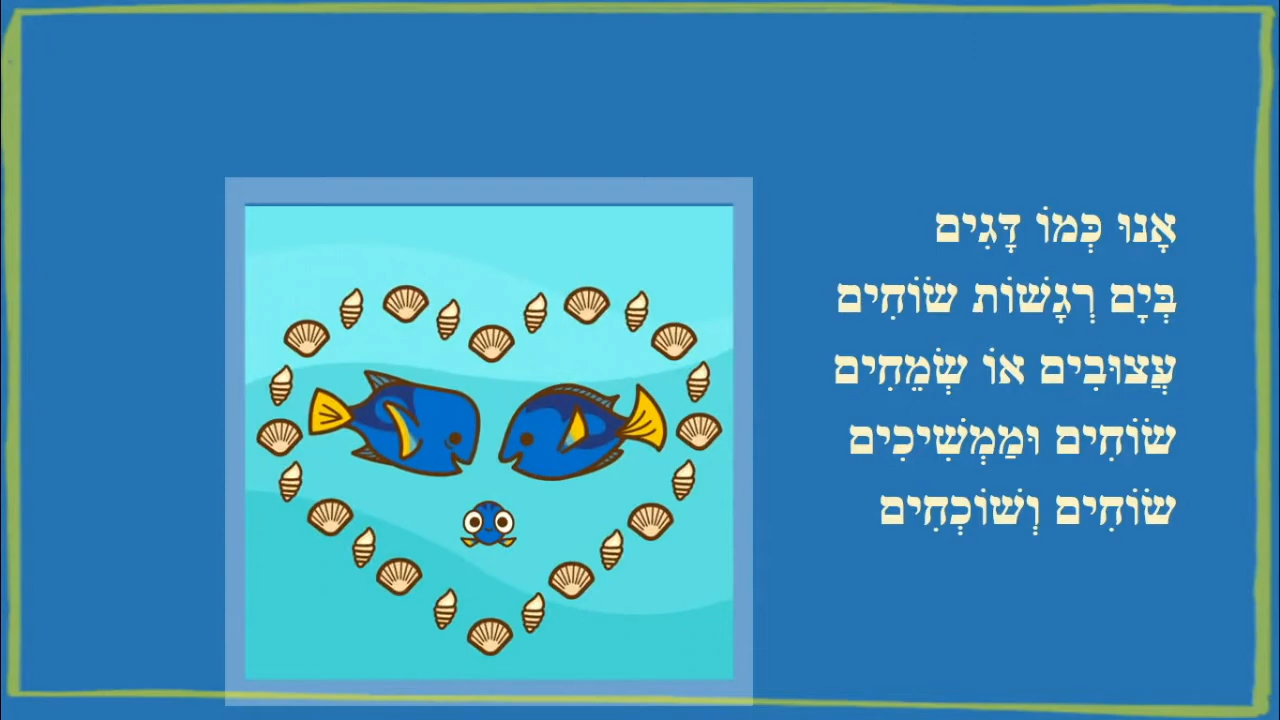 אָנוּ כְּמוֹ דָּגִים
בְּיָם רְגָשׁוֹת שׂוֹחִים
עֲצוּבִים אוֹ שְׂמֵחִים
שׂוֹחִים וּמַמְשִׁיכִים
שׂוֹחִים וְשׁוֹכְחִים